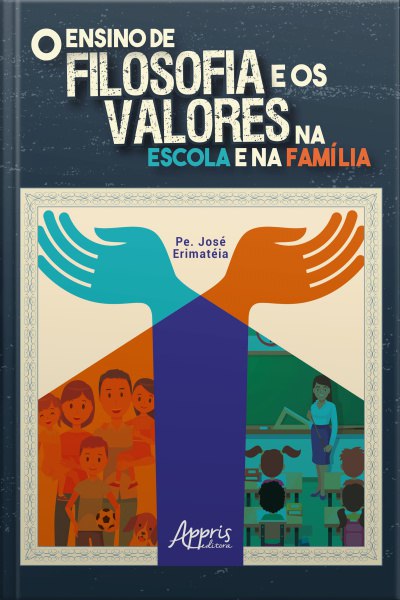 O ENSINO DE
FILOSOFIA E OS
VALORES NA
ESCOLA E NA FAMÍLIA
Pe. José
Erimatéia
Appris
editora